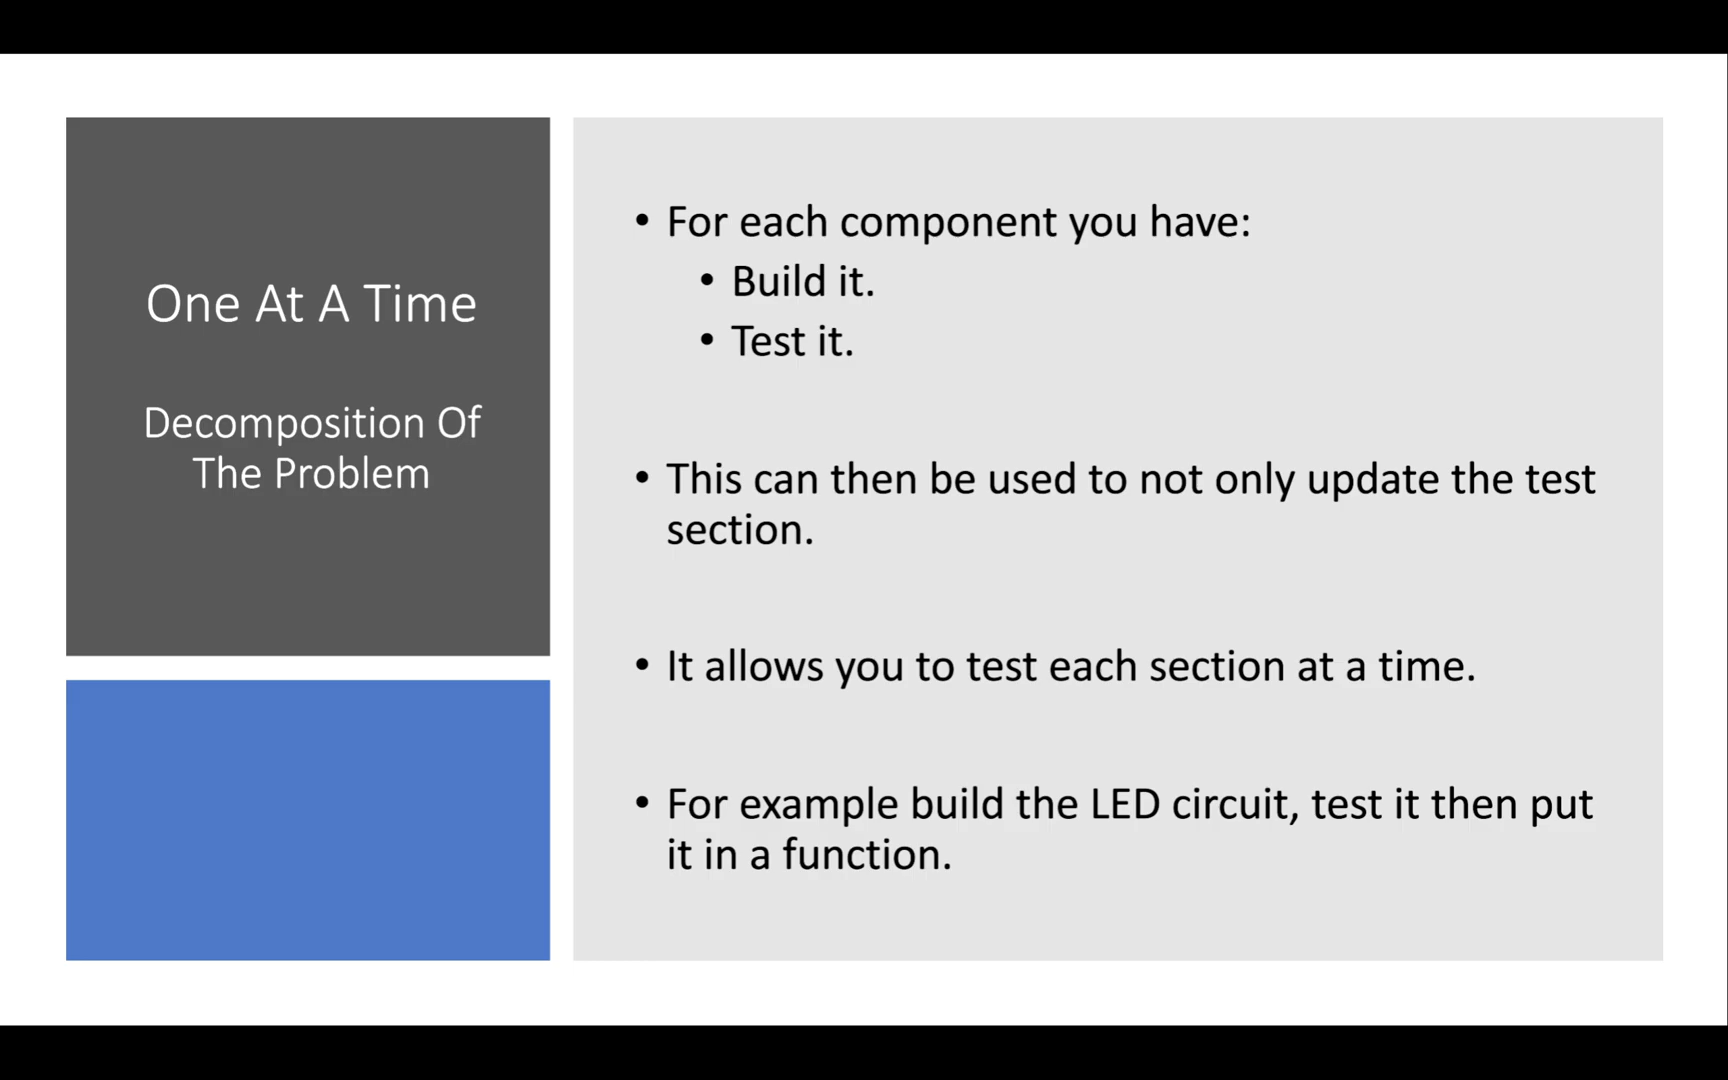 One At A Time
Decomposition Of
The Problem
• For each component you have:
• Build it.
• Test it.
• This can then be used to not only update the test
section.
• It allows you to test each section at a time.
• For example build the LED circuit, test it then put
it in a function.